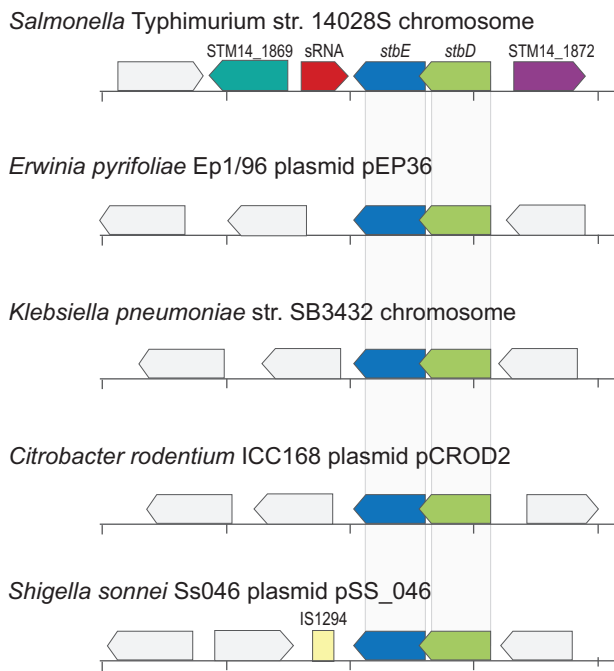 Salmonella Typhimurium str. 14028S chromosome
STM14_1869 sRNA stbE stbD STM14_1872
Erwinia pyrifoliae Ep1/96 plasmid pEP36
Klebsiella pneumoniae str. SB3432 chromosome
Citrobacter rodentium ICC168 plasmid pCROD2
Shigella sonnei Ss046 plasmid pSS_046
IS1294